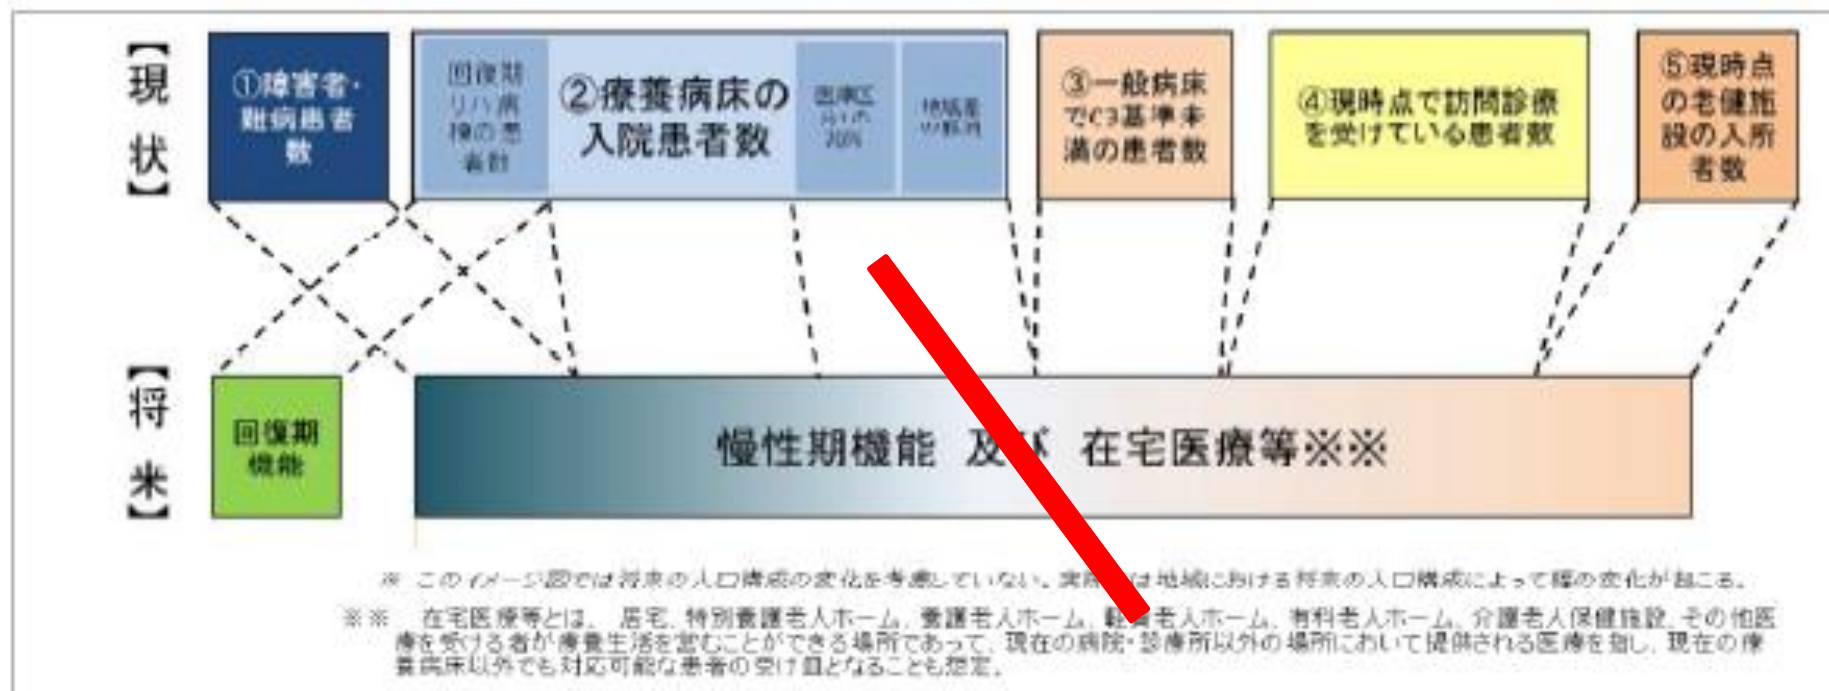 【現状】
①障害者・
難病患者
数
回復期
リハ病
棟の患
者数
②療養病床の
入院患者数
医療区
分1の
70%
地域差
の解消
③一般病床
でC3基準未
満の患者数
④現時点で訪問診療
を受けている患者数
⑤現時点
の老健施
設の入所
者数
【将来】
回復期
機能
慢性期機能 及び 在宅医療等※※
※ このイメージ図では将来の人口構成の変化を考慮していない。実際は地域における将来の人口構成によって幅の変化が起こる。
※※ 在宅医療等とは、居宅、特別養護老人ホーム、養護老人ホーム、軽費老人ホーム、有料老人ホーム、介護老人保健施設、その他医
療を受ける者が療養生活を営むことができる場所であって、現在の病院・診療所以外の場所において提供される医療を指し、現在の療
養病床以外でも対応可能な患者の受け皿となることも想定。